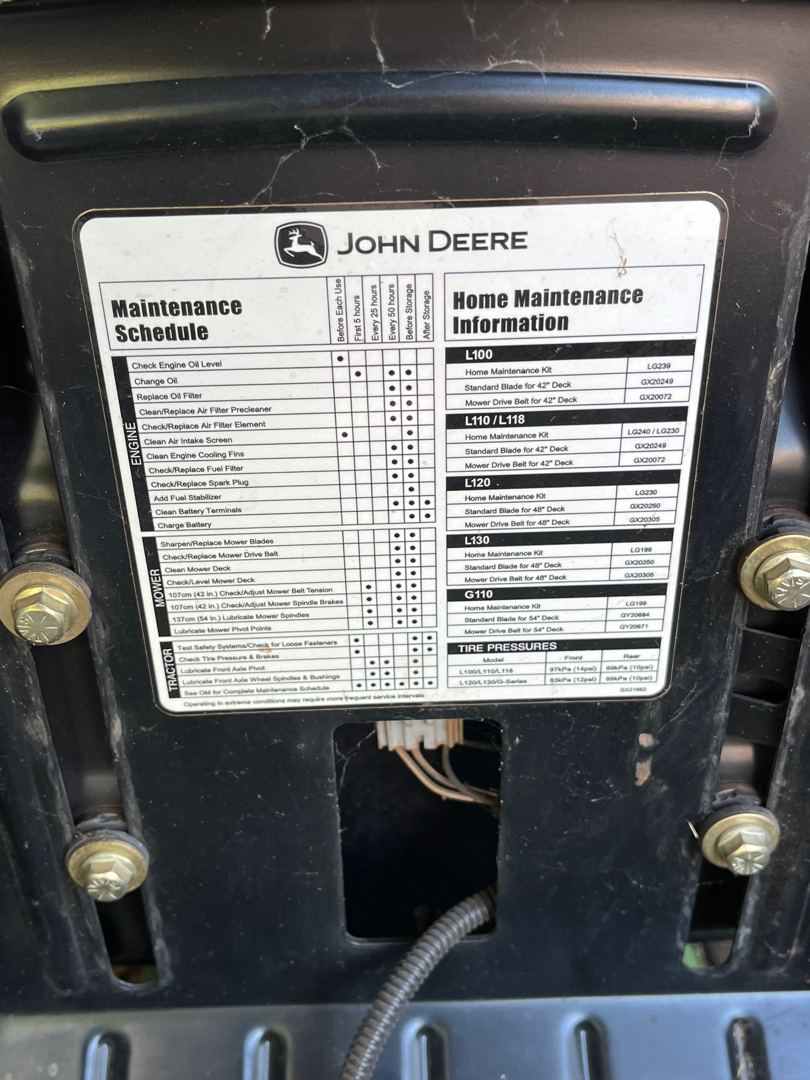 JOHN DEERE
Maintenance
Schedule
Before Each Use
First 5 hours
Every 25 hours
Every 50 hours
Before Storage
After Storage
ENGINE
Check Engine Oil Level
Change Oil
Replace Oil Filter
Clean/Replace Air Filter Precleaner
Check/Replace Air Filter Element
Clean Air Intake Screen
Clean Engine Cooling Fins
Check/Replace Fuel Filter
Check/Replace Spark Plug
Add Fuel Stabilizer
Clean Battery Terminals
Charge Battery
MOWER
Sharpen/Replace Mower Blades
Check/Replace Mower Drive Belt
Clean Mower Deck
Check/Level Mower Deck
107cm (42 in.) Check/Adjust Mower Belt Tension
107cm (42 in.) Check/Adjust Mower Spindle Brakes
137cm (54 in.) Lubricate Mower Spindles
Lubricate Mower Pivot Points
TRACTOR
Test Safety Systems/Check for Loose Fasteners
Check Tire Pressure & Brakes
Lubricate Front Axle Pivot
Lubricate Front Axle Wheel Spindles & Bushings
See OM for Complete Maintenance Schedule
Operating in extreme conditions may require more frequent service intervals
Home Maintenance
Information
L100
Home Maintenance Kit LG239
Standard Blade for 42" Deck GX20249
Mower Drive Belt for 42" Deck GX20072
L110 / L118
Home Maintenance Kit LG240 / LG230
Standard Blade for 42" Deck GX20249
Mower Drive Belt for 42" Deck GX20072
L120
Home Maintenance Kit LG230
Standard Blade for 48" Deck GX20250
Mower Drive Belt for 48" Deck GX20305
L130
Home Maintenance Kit LG199
Standard Blade for 48" Deck GX20250
Mower Drive Belt for 48" Deck GX20305
G110
Home Maintenance Kit LG199
Standard Blade for 54" Deck GY20684
Mower Drive Belt for 54" Deck GY20671
TIRE PRESSURES
Model Front Rear
L100/L110/L118 97kPa (14psi) 69kPa (10psi)
L120/L130/G-Series 83kPa (12psi) 69kPa (10psi)